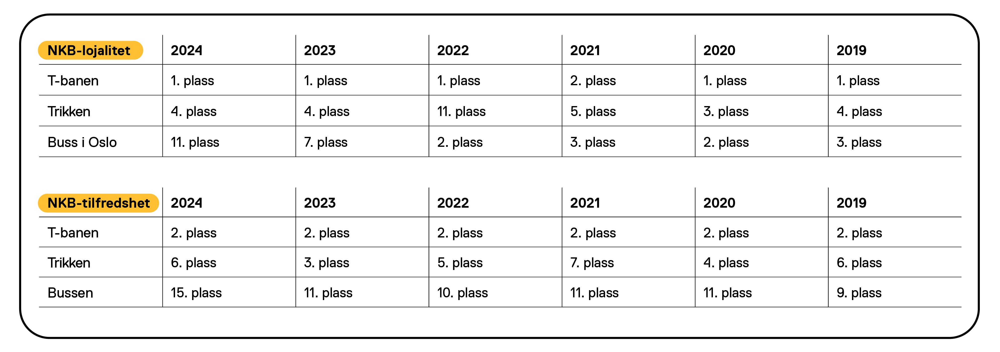 NKB-lojalitet 2024 2023 2022 2021 2020 2019
T-banen 1. plass 1. plass 1. plass 2. plass 1. plass 1. plass
Trikken 4. plass 4. plass 11. plass 5. plass 3. plass 4. plass
Buss i Oslo 11. plass 7. plass 2. plass 3. plass 2. plass 3. plass
NKB-tilfredshet 2024 2023 2022 2021 2020 2019
T-banen 2. plass 2. plass 2. plass 2. plass 2. plass 2. plass
Trikken 6. plass 3. plass 5. plass 7. plass 4. plass 6. plass
Bussen 15. plass 11. plass 10. plass 11. plass 11. plass 9. plass